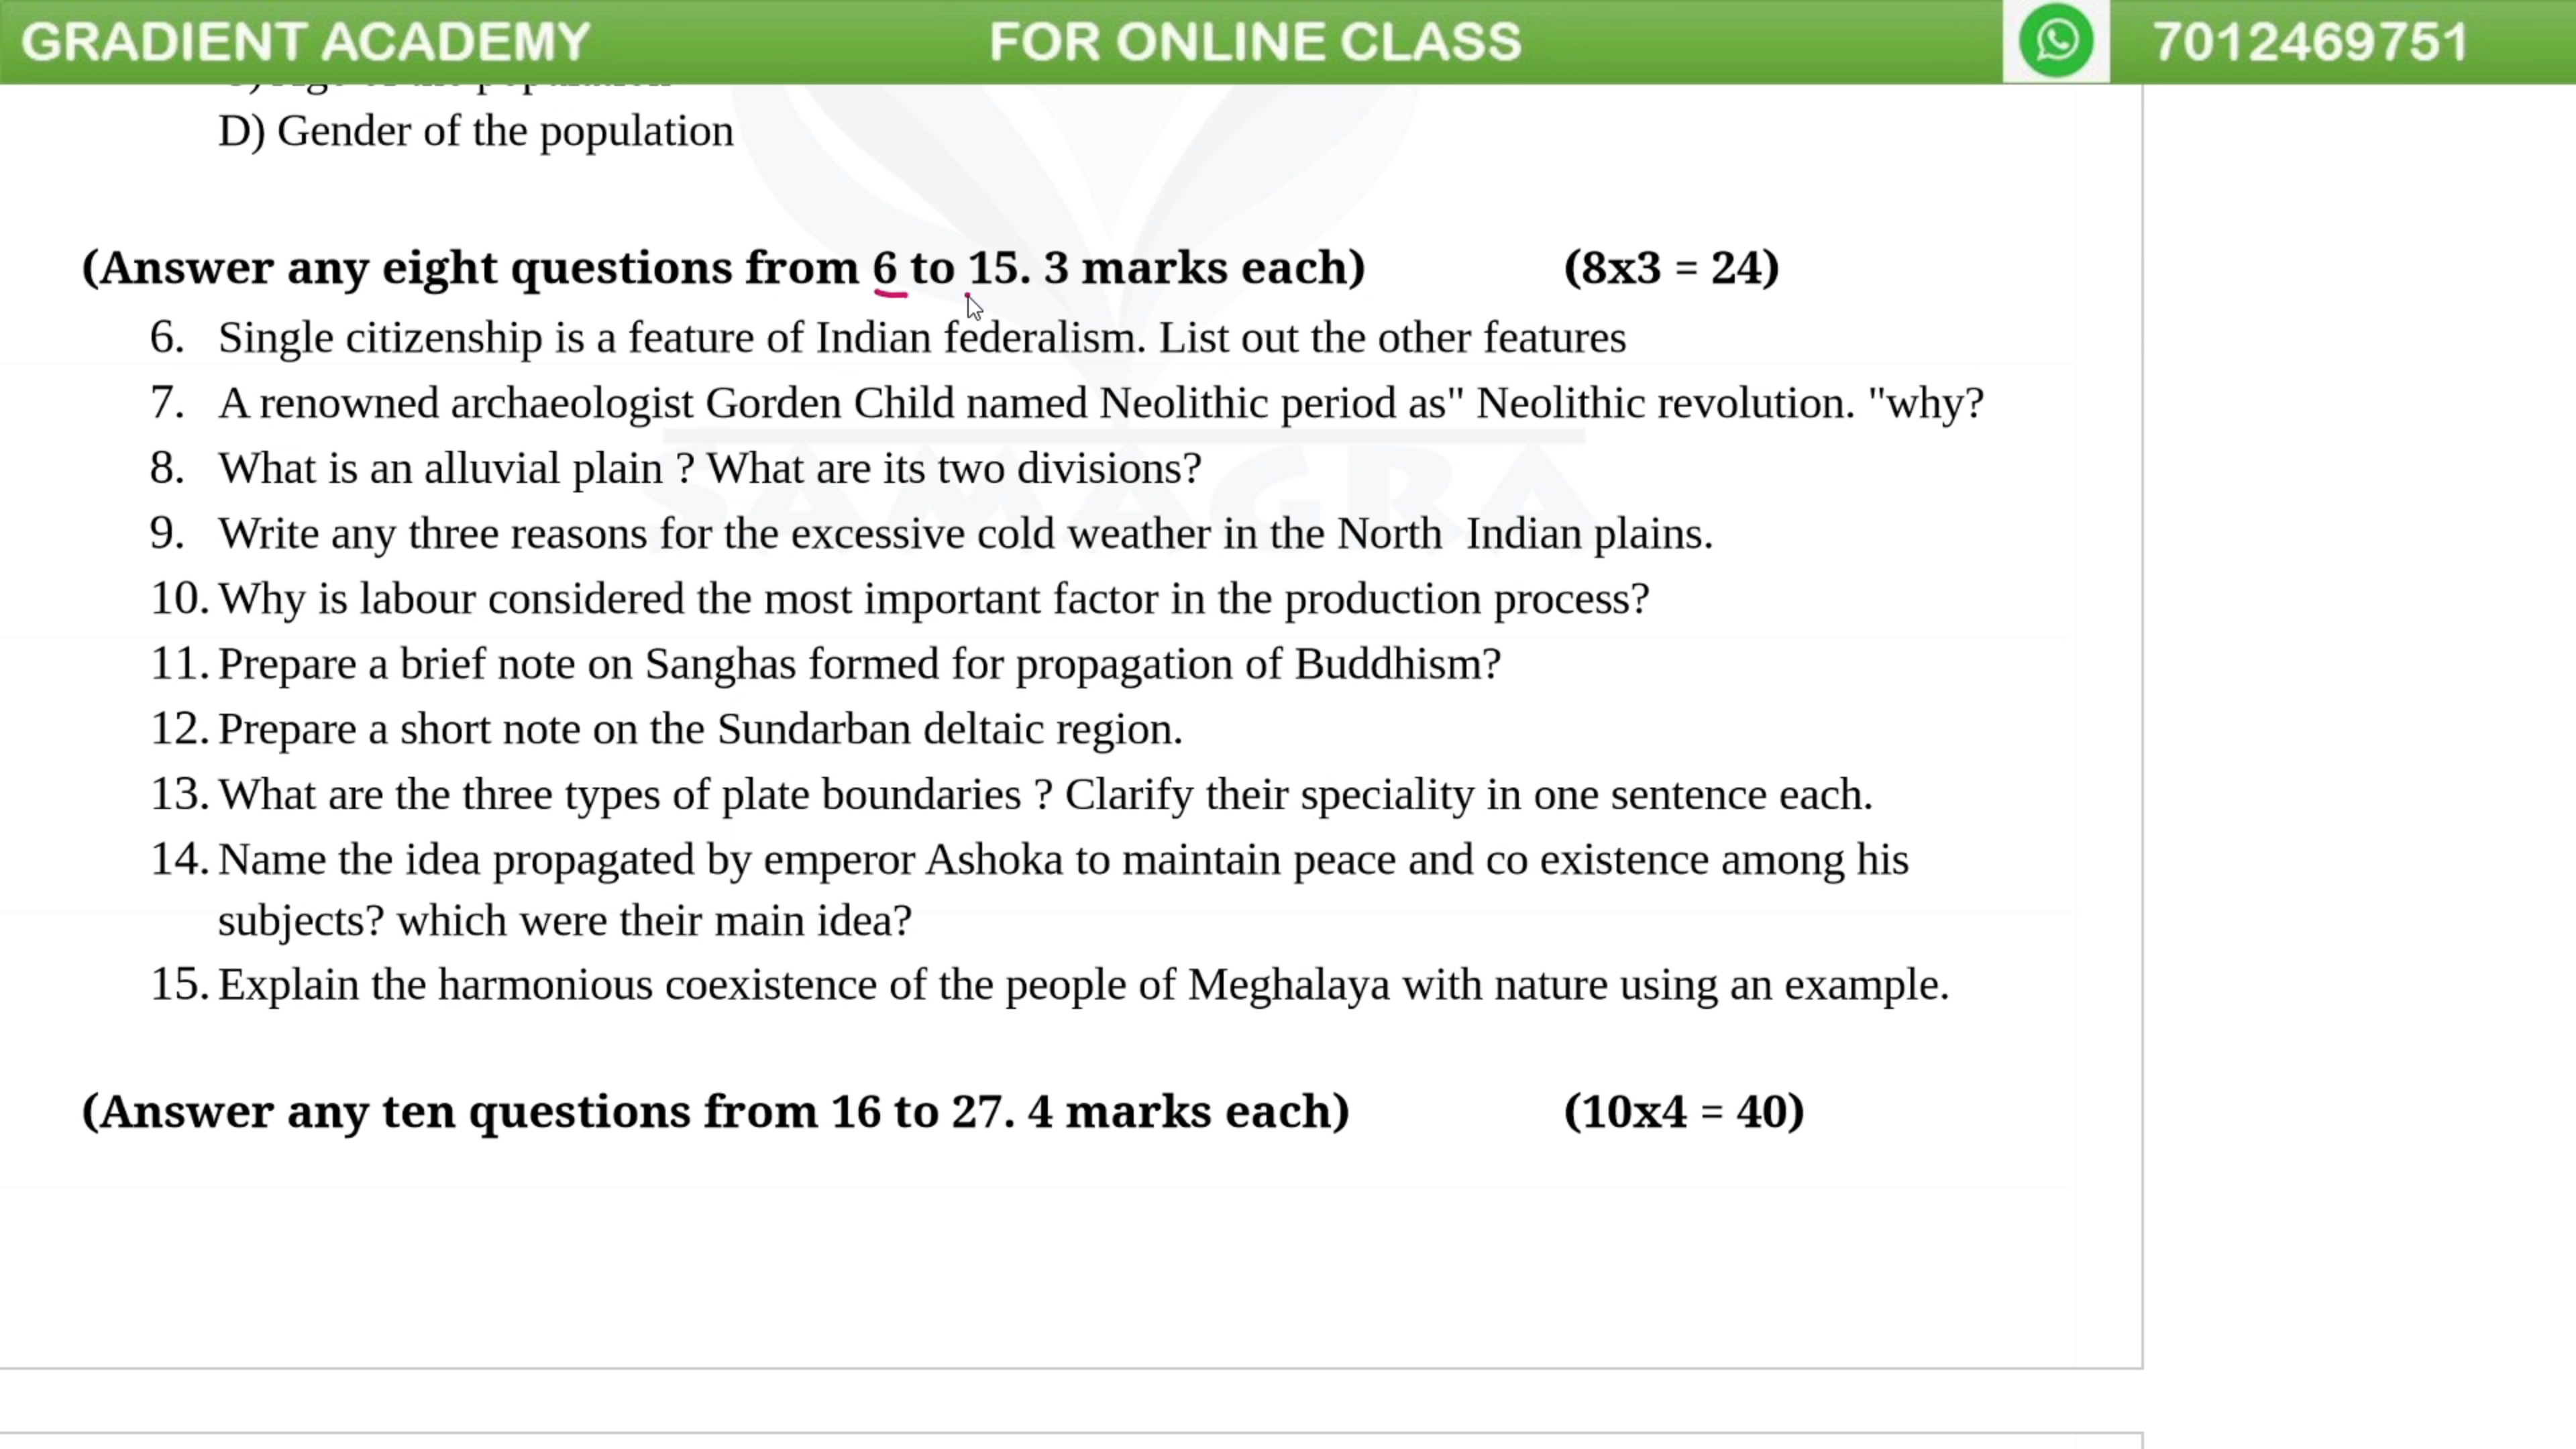 GRADIENT ACADEMY FOR ONLINE CLASS 7012469751
D) Gender of the population
(Answer any eight questions from 6 to 15. 3 marks each) (8x3 = 24)
6. Single citizenship is a feature of Indian federalism. List out the other features
7. A renowned archaeologist Gorden Child named Neolithic period as" Neolithic revolution. "why?
8. What is an alluvial plain ? What are its two divisions?
9. Write any three reasons for the excessive cold weather in the North Indian plains.
10. Why is labour considered the most important factor in the production process?
11. Prepare a brief note on Sanghas formed for propagation of Buddhism?
12. Prepare a short note on the Sundarban deltaic region.
13. What are the three types of plate boundaries ? Clarify their speciality in one sentence each.
14. Name the idea propagated by emperor Ashoka to maintain peace and co existence among his
subjects? which were their main idea?
15. Explain the harmonious coexistence of the people of Meghalaya with nature using an example.
(Answer any ten questions from 16 to 27. 4 marks each) (10x4 = 40)
SAMAGRA